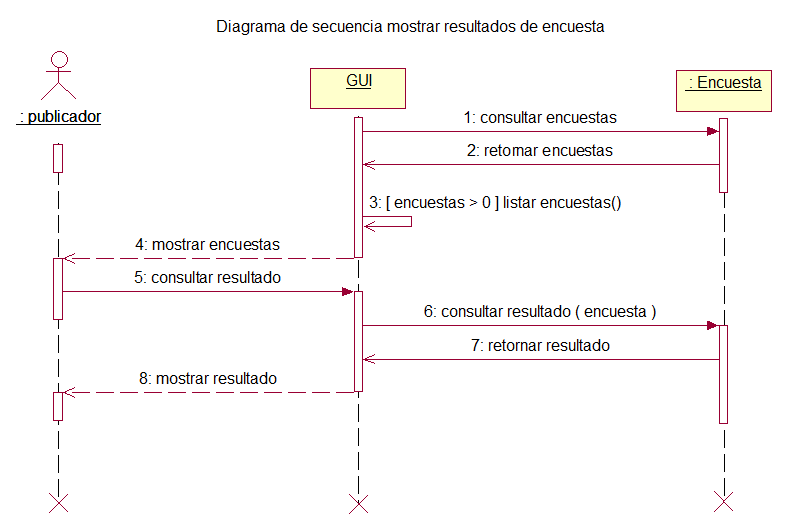 Diagrama de secuencia mostrar resultados de encuesta
: publicador
GUI
: Encuesta
1: consultar encuestas
2: retornar encuestas
3: [ encuestas > 0 ] listar encuestas()
4: mostrar encuestas
5: consultar resultado
6: consultar resultado ( encuesta )
7: retornar resultado
8: mostrar resultado